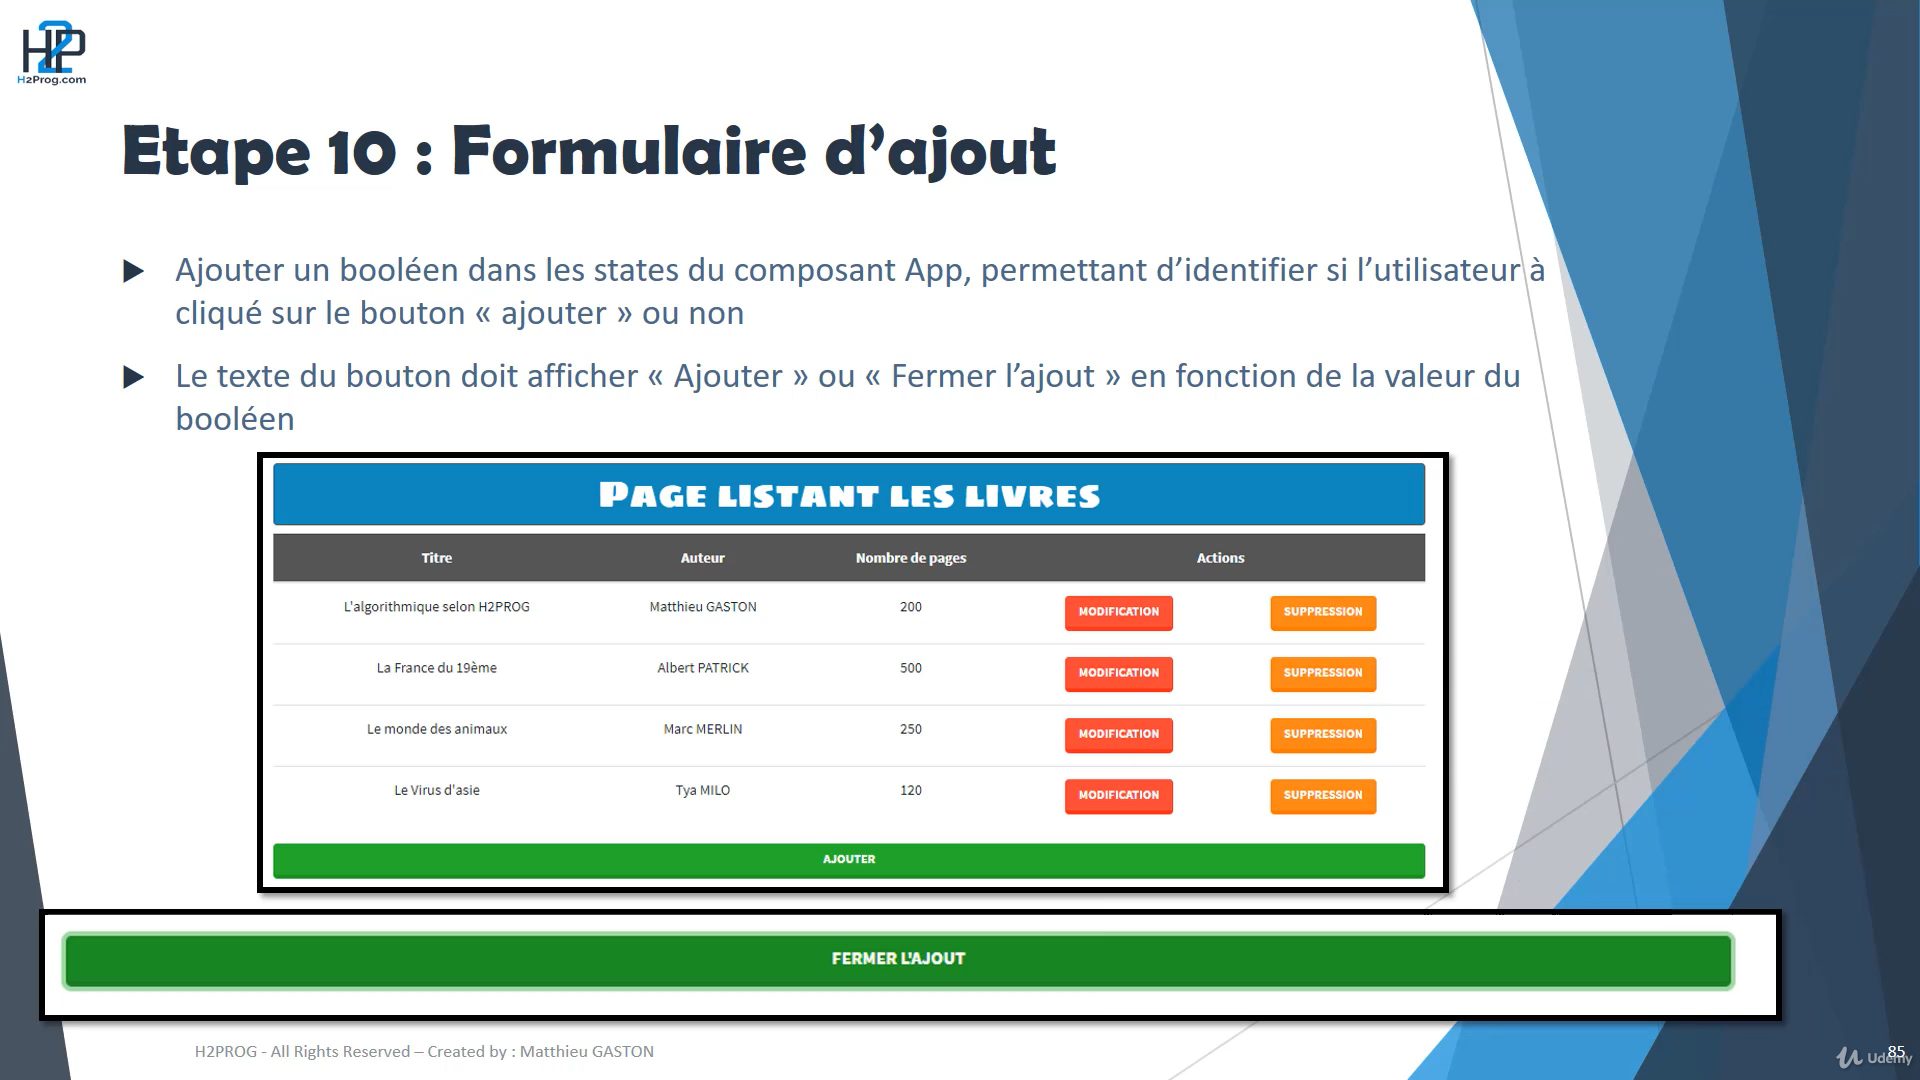 H2P
H2Prog.com
Etape 10 : Formulaire d’ajout
Ajouter un booléen dans les states du composant App, permettant d’identifier si l’utilisateur à
cliqué sur le bouton « ajouter » ou non
Le texte du bouton doit afficher « Ajouter » ou « Fermer l’ajout » en fonction de la valeur du
booléen
PAGE LISTANT LES LIVRES
Titre Auteur Nombre de pages Actions
L'algorithmique selon H2PROG Matthieu GASTON 200 MODIFICATION SUPPRESSION
La France du 19ème Albert PATRICK 500 MODIFICATION SUPPRESSION
Le monde des animaux Marc MERLIN 250 MODIFICATION SUPPRESSION
Le Virus d'asie Tya MILO 120 MODIFICATION SUPPRESSION
AJOUTER
FERMER L'AJOUT
H2PROG - All Rights Reserved – Created by : Matthieu GASTON
85
Udemy